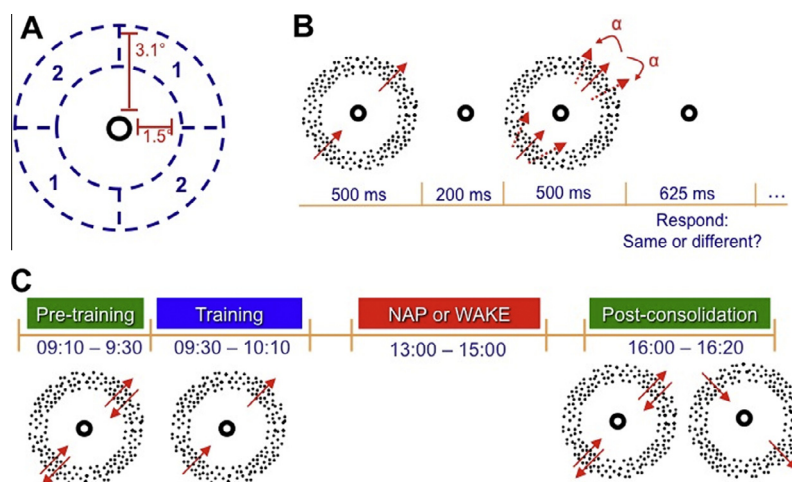 A
3.1°
2
1
1.5°
1
2
B
α
α
500 ms
200 ms
500 ms
625 ms
...
Respond:
Same or different?
C
Pre-training
Training
NAP or WAKE
Post-consolidation
09:10 – 9:30
09:30 – 10:10
13:00 – 15:00
16:00 – 16:20